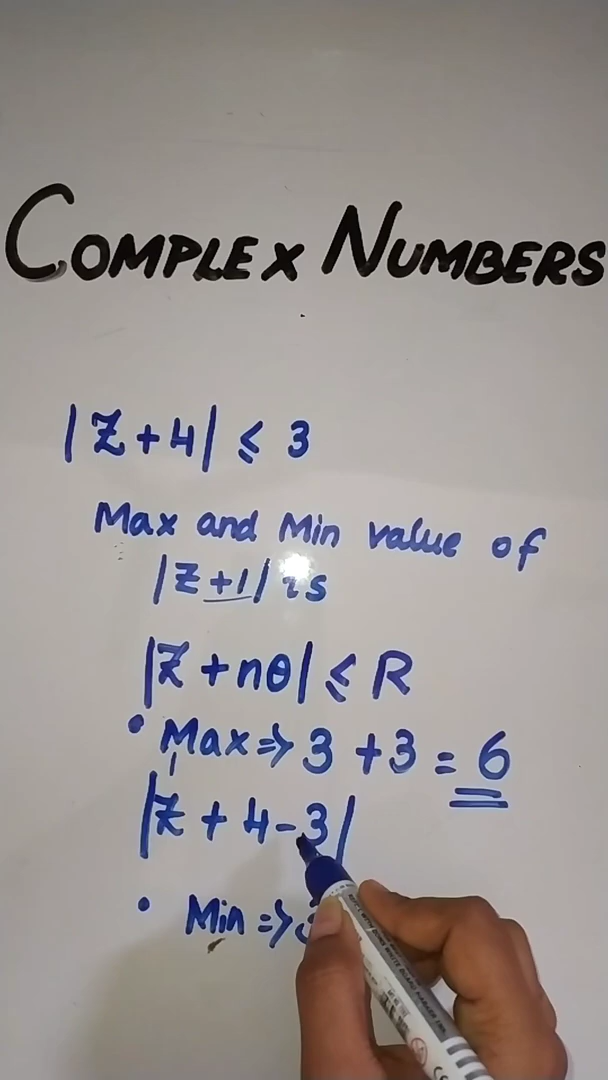 COMPLEX NUMBERS
|Z+4| ≤ 3
Max and Min value of
|Z+1| is
|Z+nθ| ≤ R
• Max => 3 + 3 = 6
|Z + 4-3|
• Min =>